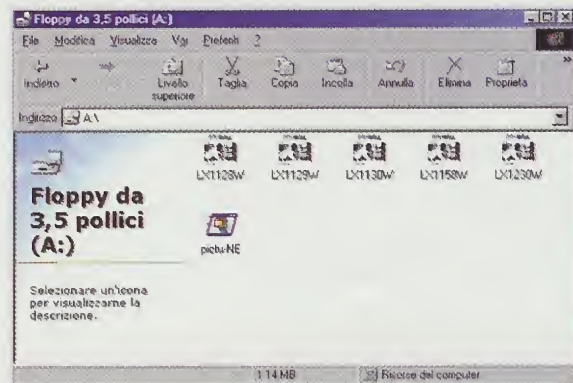 Floppy da 3,5 pollici (A:)
File Modifica Visualizza Vai Preferiti ?
Indietro Livello superiore Taglia Copia Incolla Annulla Elimina Proprietà »
Indirizzo A:\
Floppy da
3,5 pollici
(A:)
Selezionare un'icona
per visualizzarne la
descrizione.
LX1128W LX1129W LX1130W LX1158W LX1230W
1.14 MB Risorse del computer